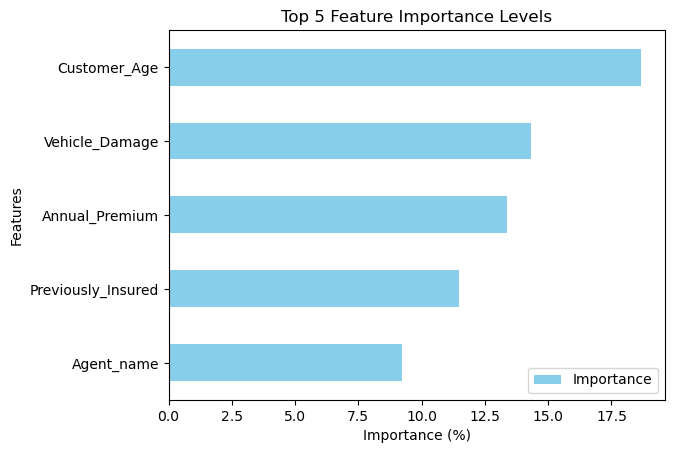 Top 5 Feature Importance Levels
Features
Customer_Age
Vehicle_Damage
Annual_Premium
Previously_Insured
Agent_name
Importance
0.0 2.5 5.0 7.5 10.0 12.5 15.0 17.5
Importance (%)